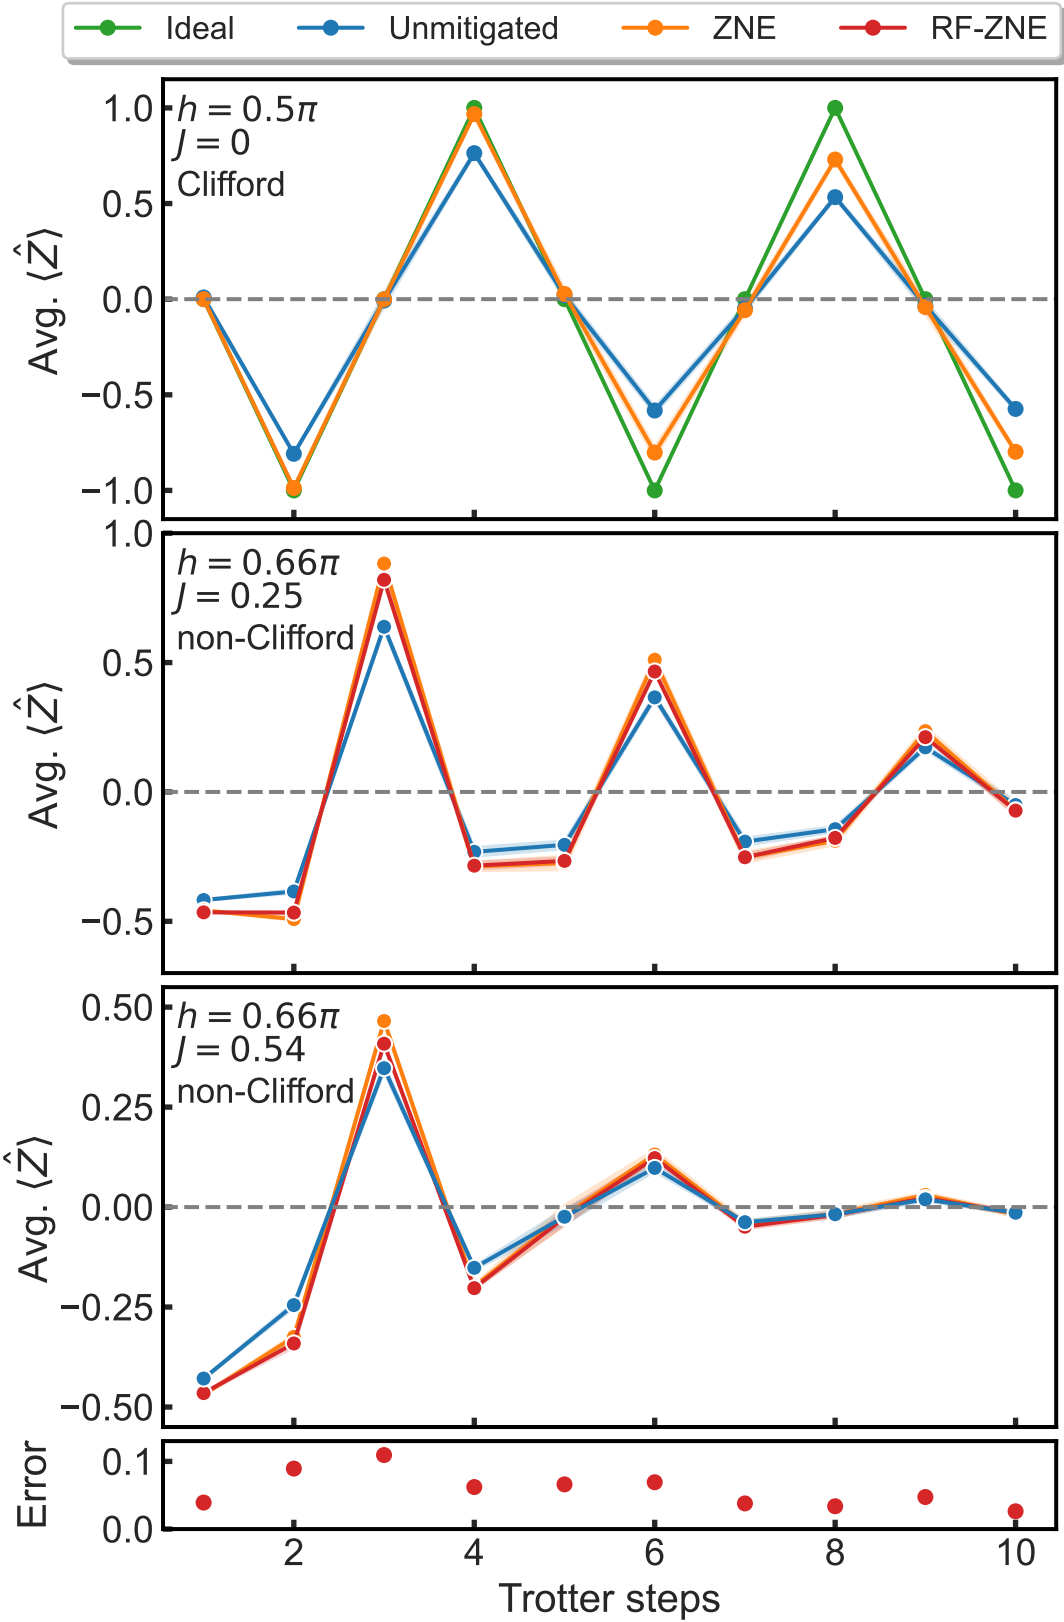 Ideal Unmitigated ZNE RF-ZNE
1.0
h = 0.5π
J = 0
Clifford
0.5
0.0
−0.5
−1.0
Avg. ⟨Ẑ⟩
1.0
h = 0.66π
J = 0.25
non-Clifford
0.5
0.0
−0.5
Avg. ⟨Ẑ⟩
0.50
h = 0.66π
J = 0.54
non-Clifford
0.25
0.00
−0.25
−0.50
Avg. ⟨Ẑ⟩
0.1
0.0
Error
2 4 6 8 10
Trotter steps